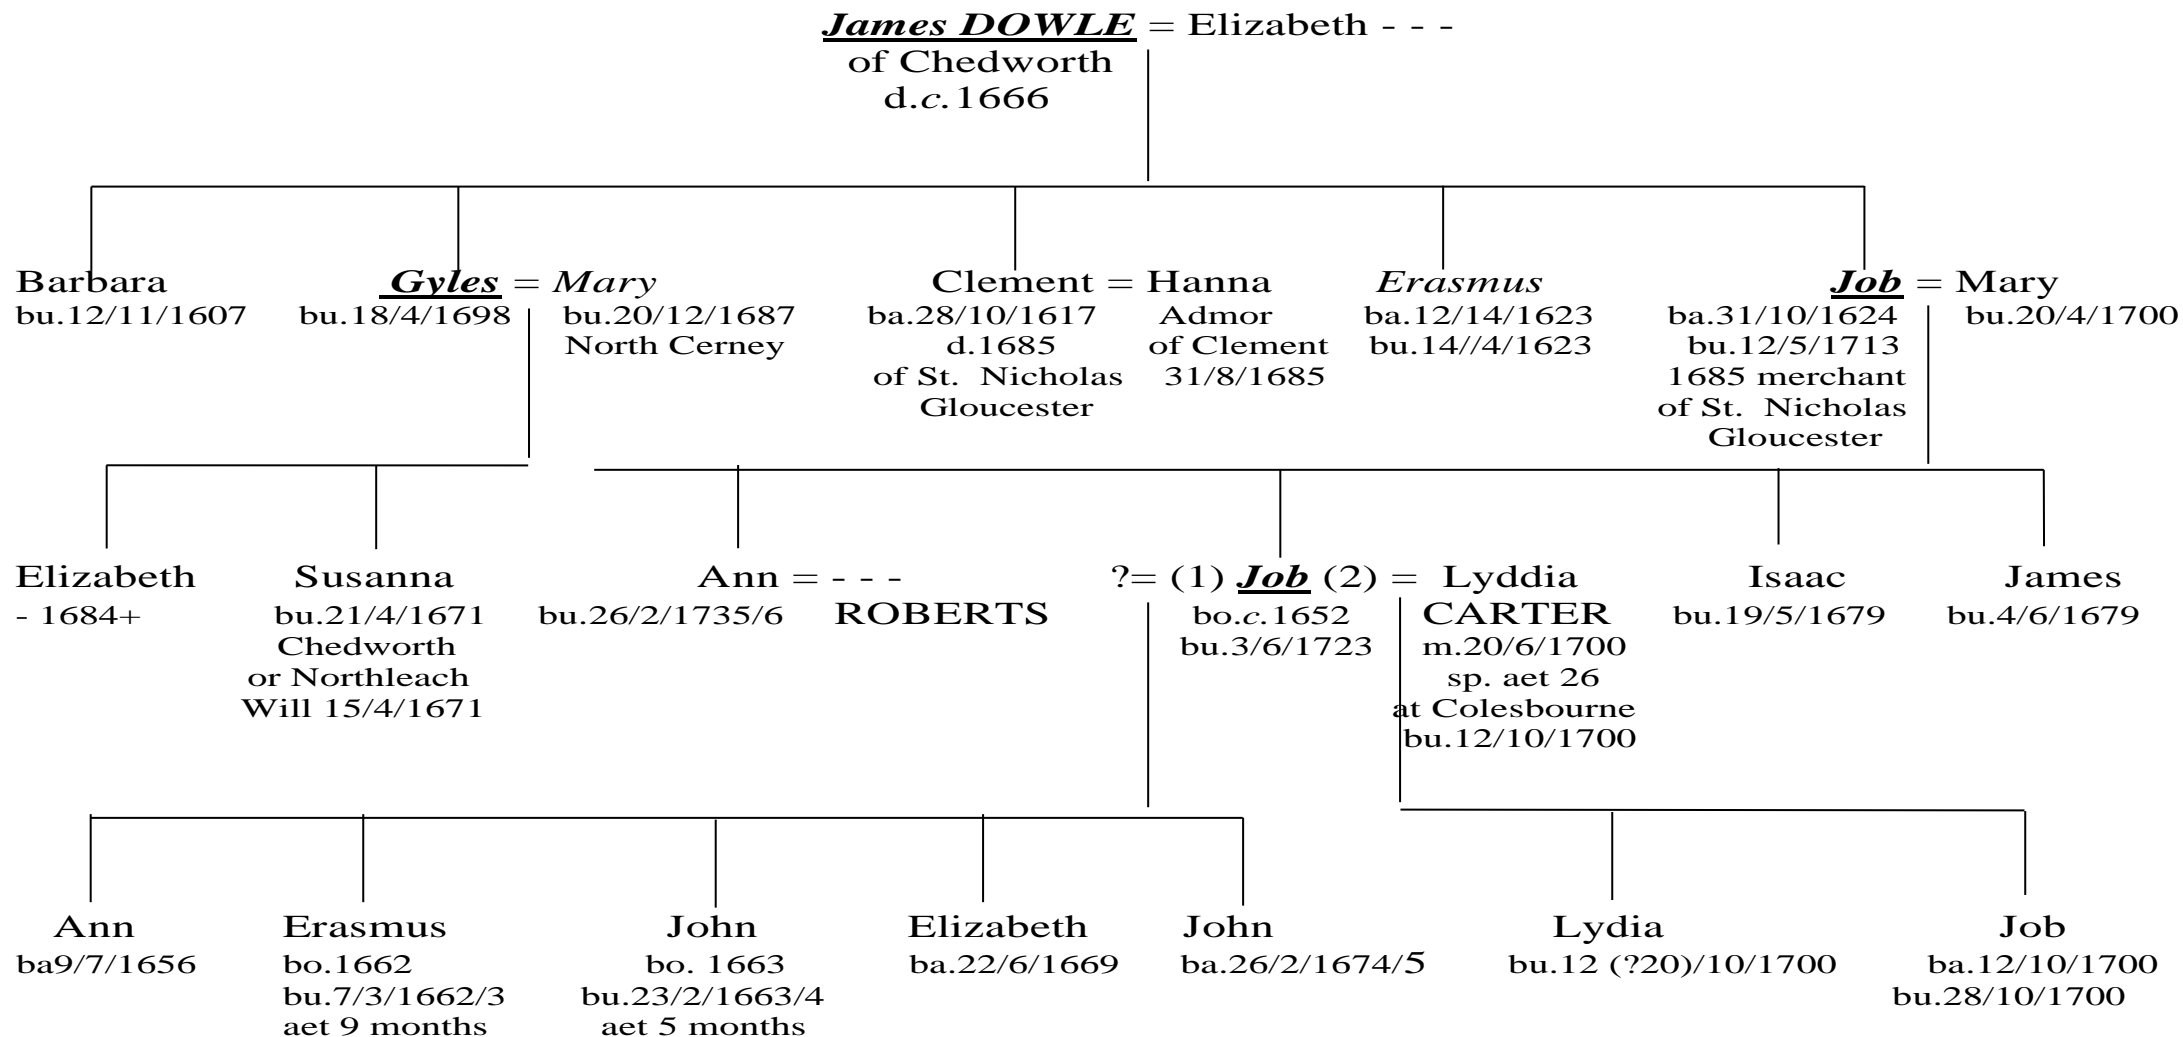 James DOWLE = Elizabeth - - -
of Chedworth
d.c.1666
Barbara Gyles = Mary Clement = Hanna Erasmus Job = Mary
bu.12/11/1607 bu.18/4/1698 bu.20/12/1687 ba.28/10/1617 Admor ba.12/14/1623 ba.31/10/1624 bu.20/4/1700
North Cerney d.1685 of Clement bu.14//4/1623 bu.12/5/1713
of St. Nicholas 31/8/1685 1685 merchant
Gloucester of St. Nicholas
Gloucester
Elizabeth Susanna Ann = - - - ?= (1) Job (2) = Lyddia Isaac James
- 1684+ bu.21/4/1671 bu.26/2/1735/6 ROBERTS bo.c.1652 CARTER bu.19/5/1679 bu.4/6/1679
Chedworth bu.3/6/1723 m.20/6/1700
or Northleach sp. aet 26
Will 15/4/1671 at Colesbourne
bu.12/10/1700
Ann Erasmus John Elizabeth John Lydia Job
ba9/7/1656 bo.1662 bo. 1663 ba.22/6/1669 ba.26/2/1674/5 bu.12 (?20)/10/1700 ba.12/10/1700
bu.7/3/1662/3 bu.23/2/1663/4 bu.28/10/1700
aet 9 months aet 5 months